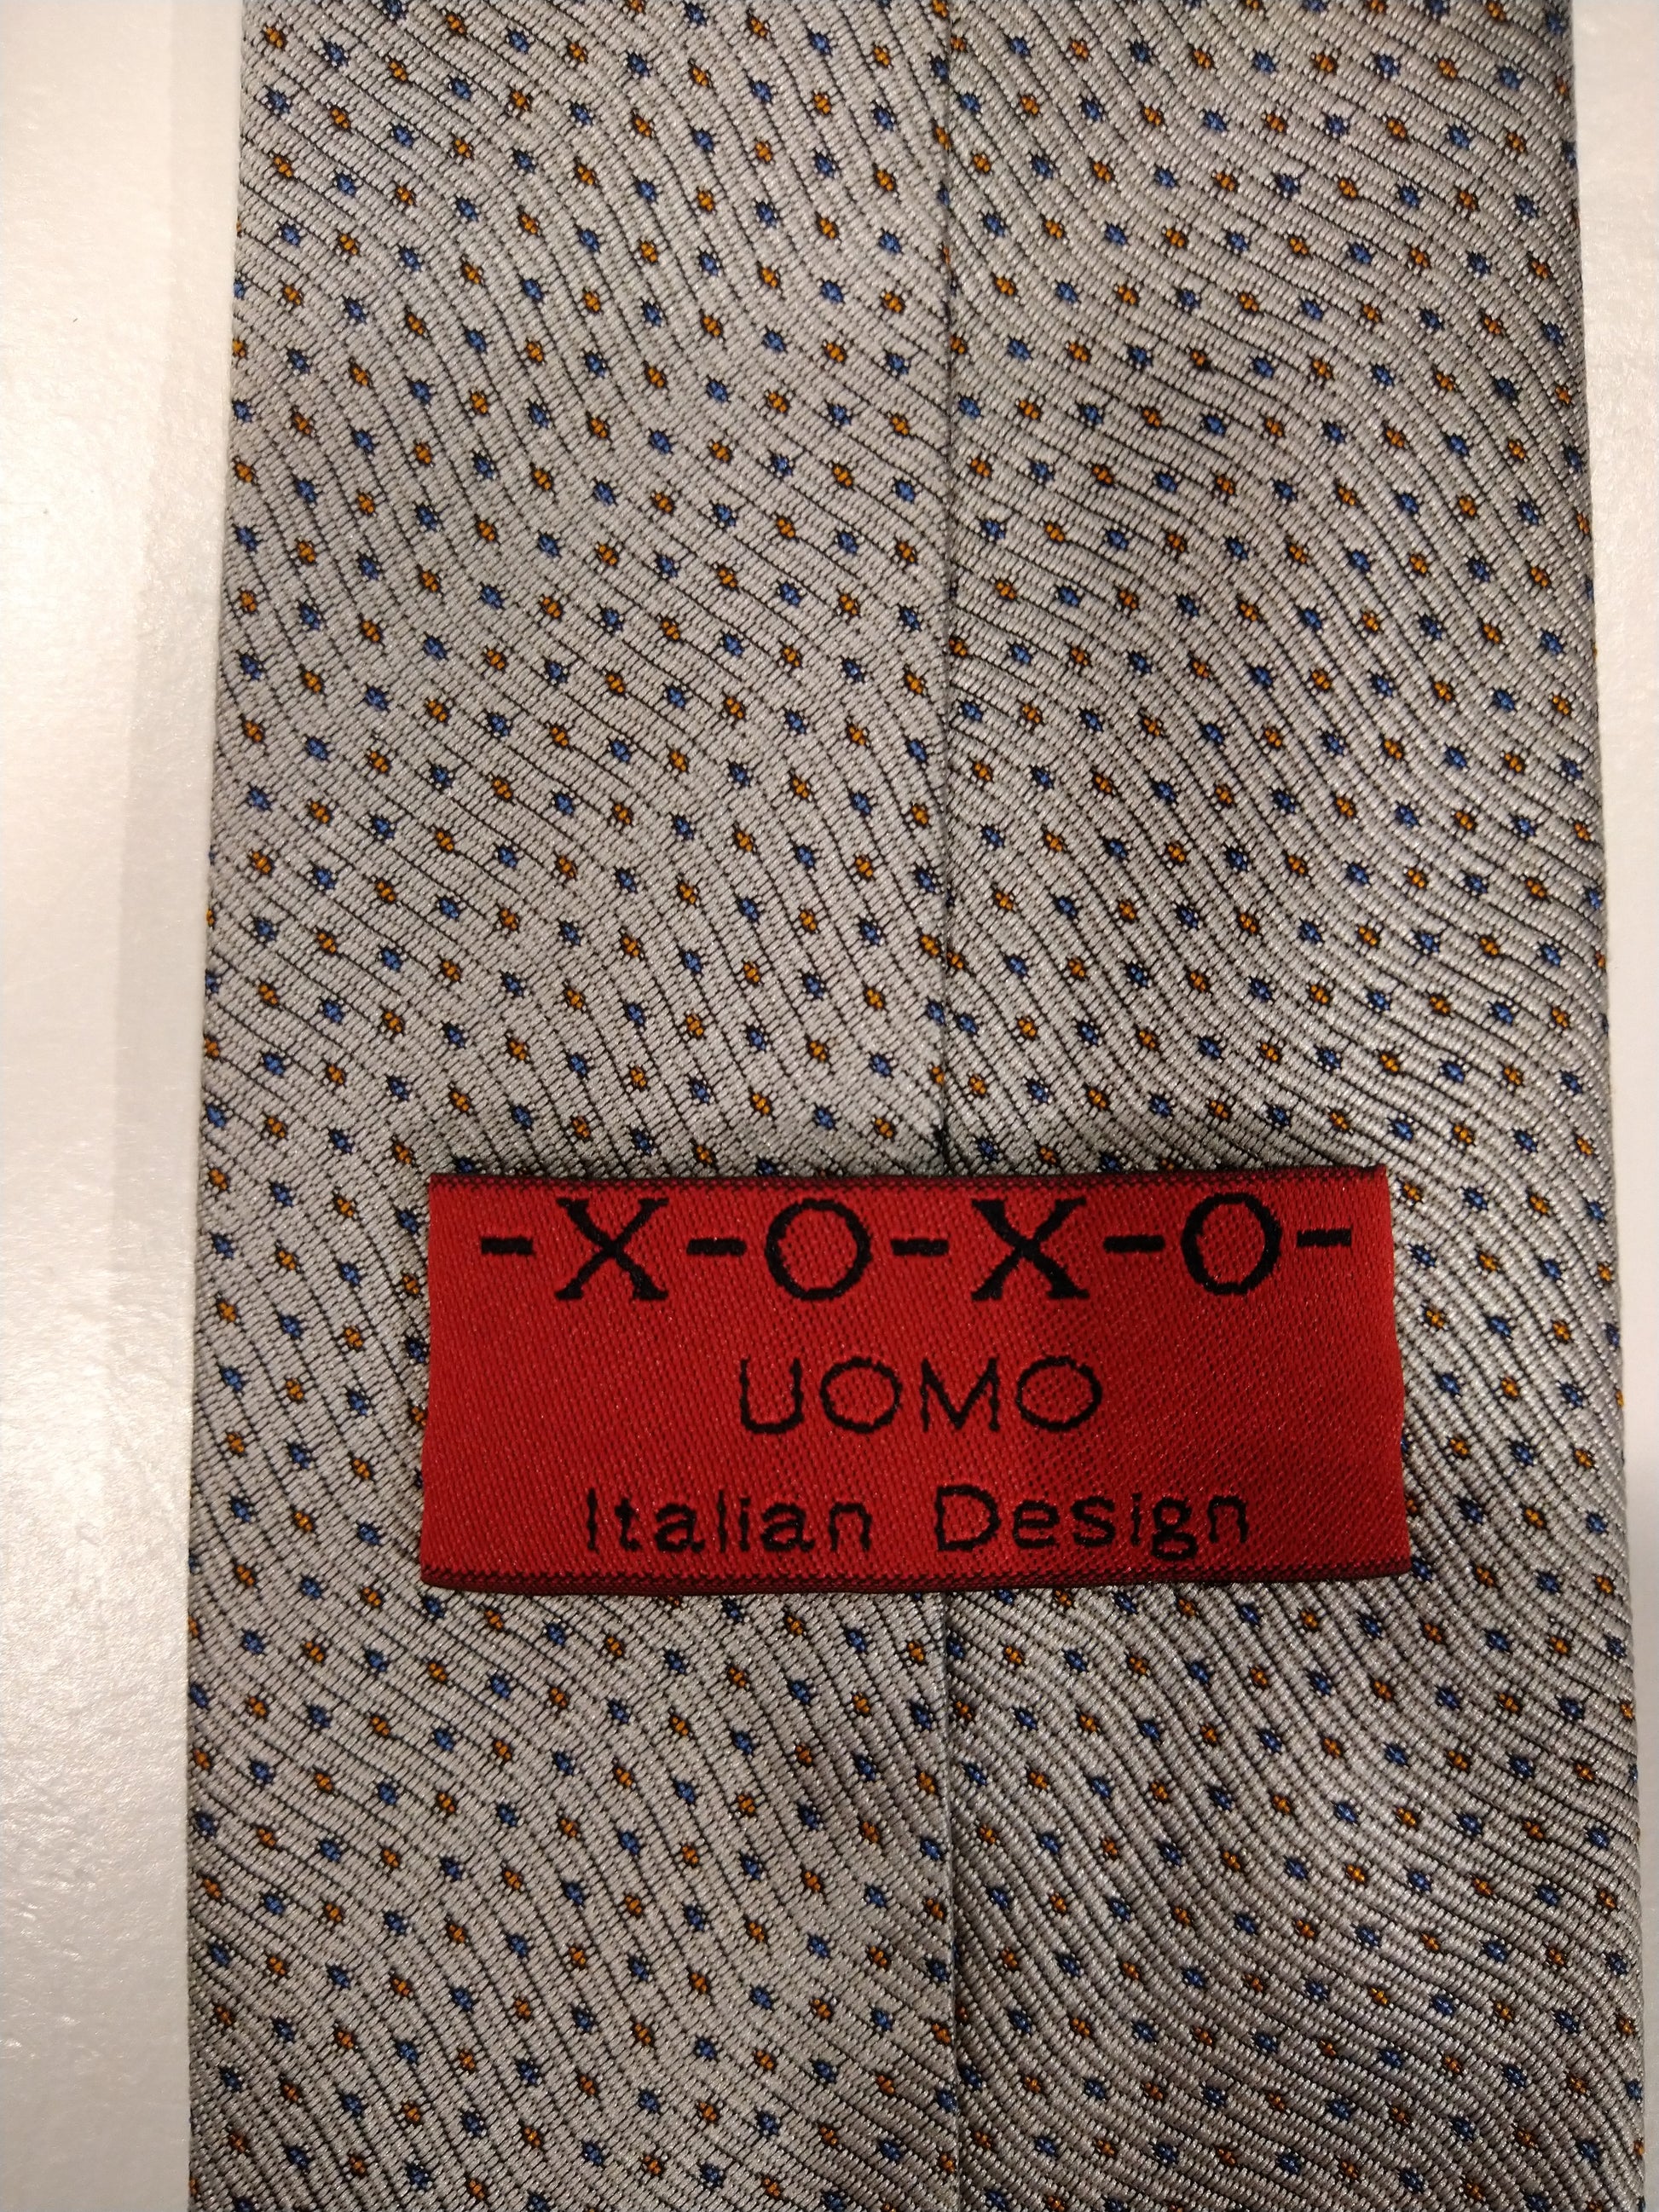 -X-O-X-O-
UOMO
Italian Design